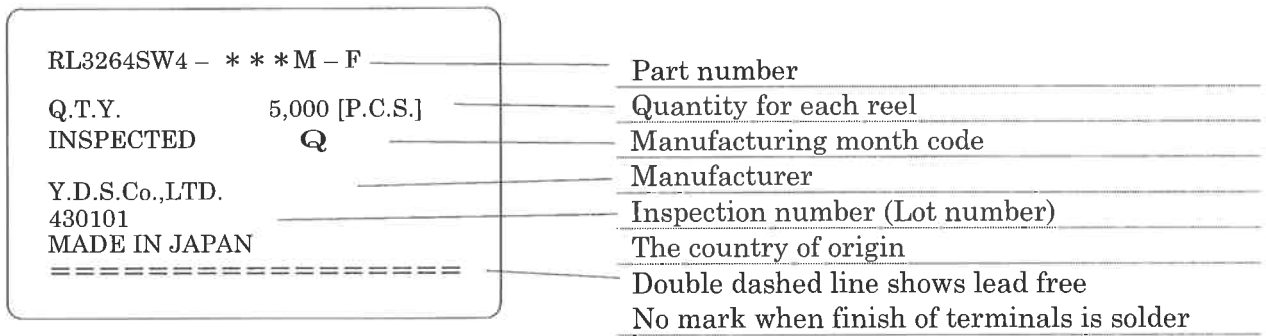 RL3264SW4 – ＊＊＊M – F
Q.T.Y. 5,000 [P.C.S.]
INSPECTED Q
Y.D.S.Co.,LTD.
430101
MADE IN JAPAN
=================
Part number
Quantity for each reel
Manufacturing month code
Manufacturer
Inspection number (Lot number)
The country of origin
Double dashed line shows lead free
No mark when finish of terminals is solder